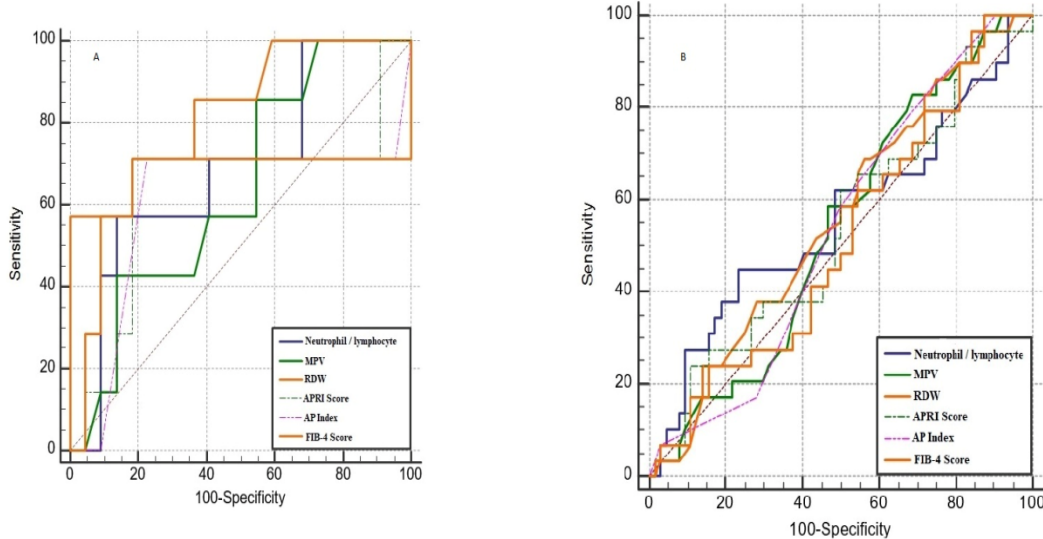 A
100
80
60
40
20
0
Sensitivity
0 20 40 60 80 100
100-Specificity
Neutrophil / lymphocyte
MPV
RDW
APRI Score
AP Index
FIB-4 Score
B
100
80
60
40
20
0
Sensitivity
0 20 40 60 80 100
100-Specificity
Neutrophil / lymphocyte
MPV
RDW
APRI Score
AP Index
FIB-4 Score